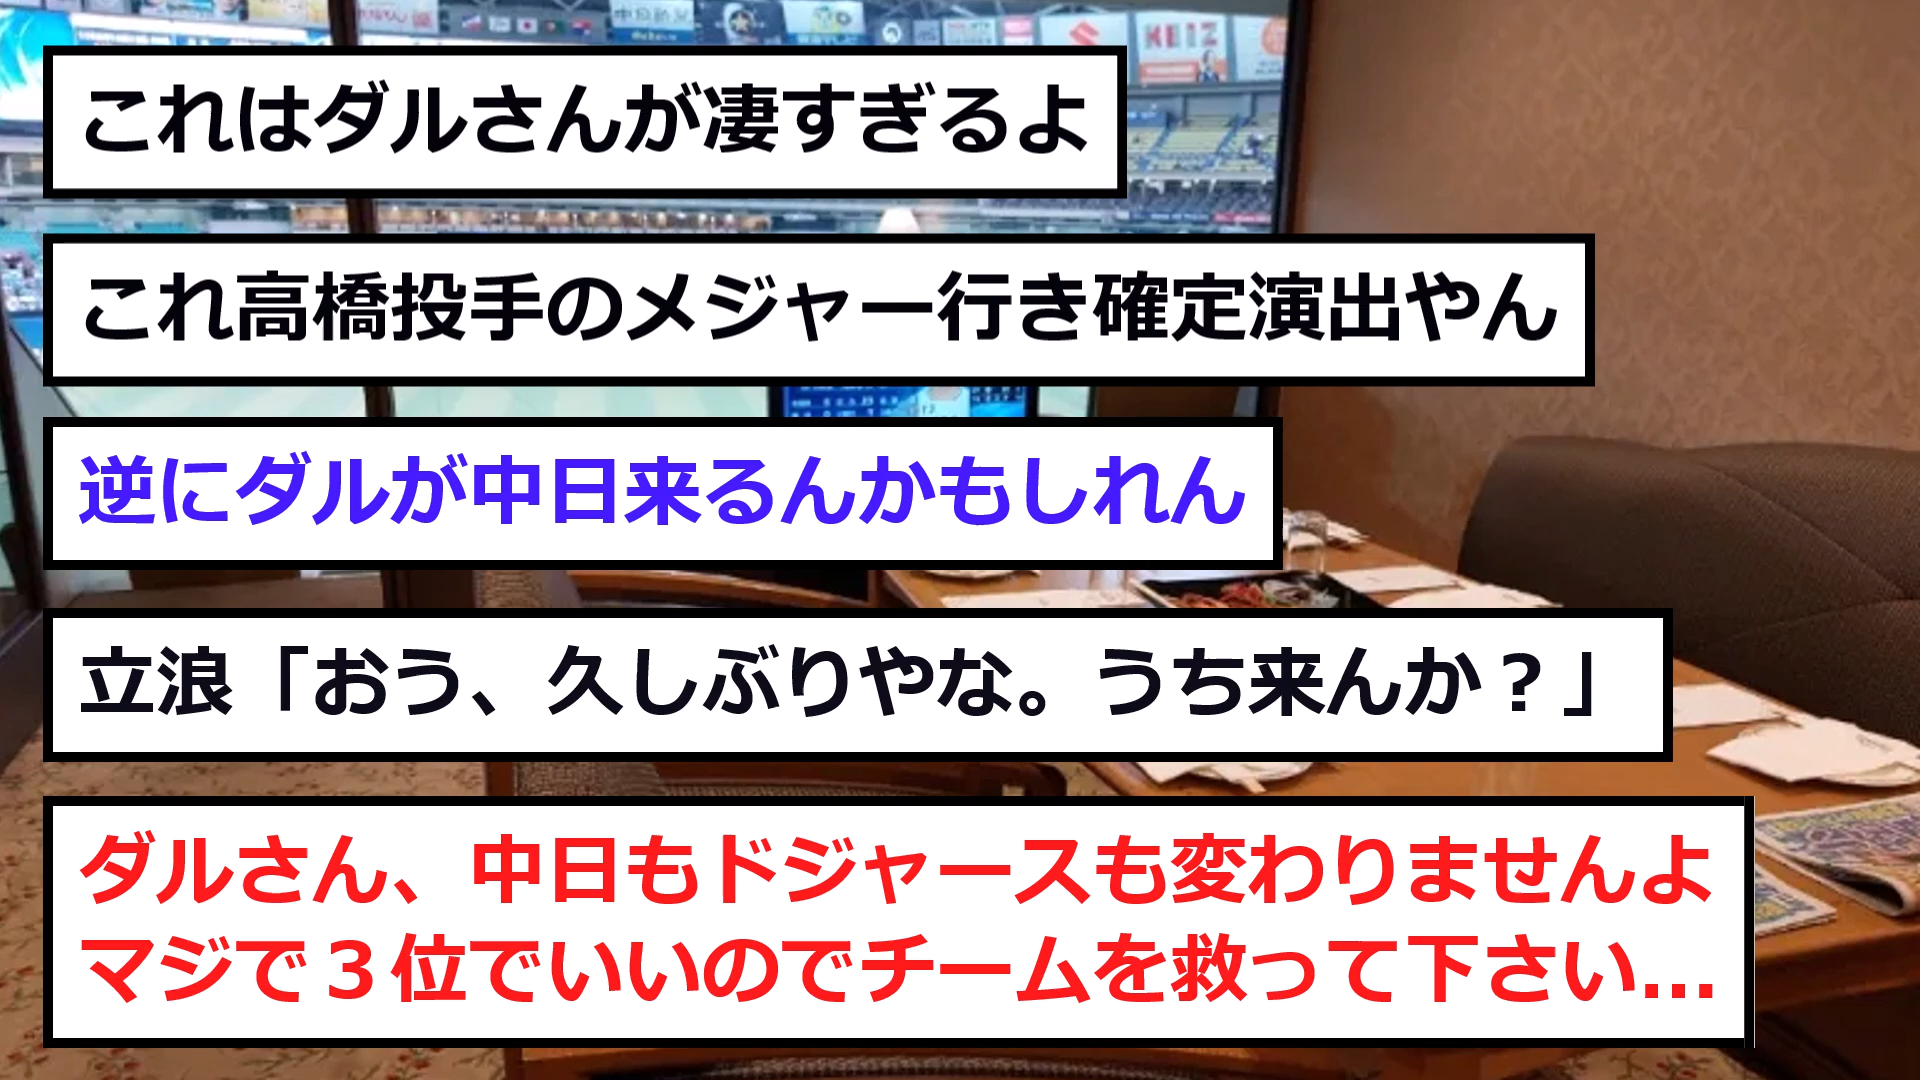 これはダルさんが凄すぎるよ
KEIZ
これ高橋投手のメジャー行き確定演出やん
逆にダルが中日来るんかもしれん
立浪「おう、久しぶりやな。うち来んか？」
ダルさん、中日もドジャースも変わりませんよ
マジで３位でいいのでチームを救って下さい…